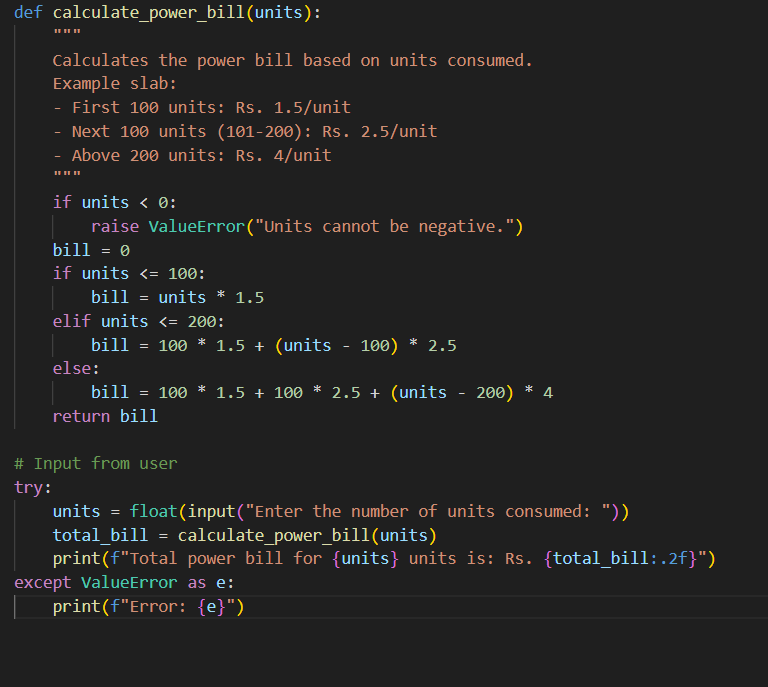 def calculate_power_bill(units):
    """
    Calculates the power bill based on units consumed.
    Example slab:
    - First 100 units: Rs. 1.5/unit
    - Next 100 units (101-200): Rs. 2.5/unit
    - Above 200 units: Rs. 4/unit
    """
    if units < 0:
        raise ValueError("Units cannot be negative.")
    bill = 0
    if units <= 100:
        bill = units * 1.5
    elif units <= 200:
        bill = 100 * 1.5 + (units - 100) * 2.5
    else:
        bill = 100 * 1.5 + 100 * 2.5 + (units - 200) * 4
    return bill

# Input from user
try:
    units = float(input("Enter the number of units consumed: "))
    total_bill = calculate_power_bill(units)
    print(f"Total power bill for {units} units is: Rs. {total_bill:.2f}")
except ValueError as e:
    print(f"Error: {e}")